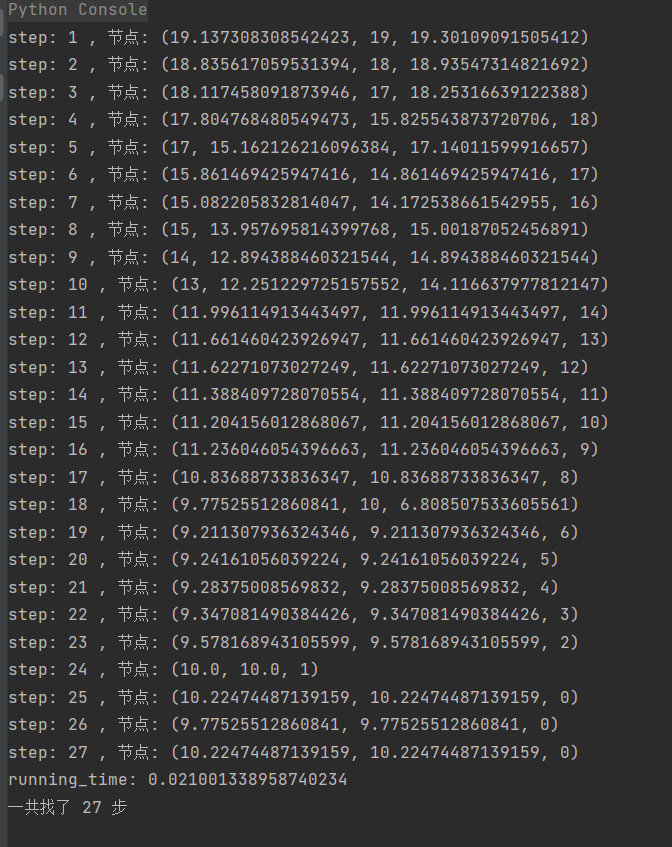 Python Console
step: 1 , 节点: (19.137308308542423, 19, 19.30109091505412)
step: 2 , 节点: (18.835617059531394, 18, 18.93547314821692)
step: 3 , 节点: (18.117458091873946, 17, 18.25316639122388)
step: 4 , 节点: (17.804768480549473, 15.825543873720706, 18)
step: 5 , 节点: (17, 15.162126216096384, 17.14011599916657)
step: 6 , 节点: (15.861469425947416, 14.861469425947416, 17)
step: 7 , 节点: (15.082205832814047, 14.172538661542955, 16)
step: 8 , 节点: (15, 13.957695814399768, 15.00187052456891)
step: 9 , 节点: (14, 12.894388460321544, 14.894388460321544)
step: 10 , 节点: (13, 12.251229725157552, 14.116637977812147)
step: 11 , 节点: (11.996114913443497, 11.996114913443497, 14)
step: 12 , 节点: (11.661460423926947, 11.661460423926947, 13)
step: 13 , 节点: (11.62271073027249, 11.62271073027249, 12)
step: 14 , 节点: (11.388409728070554, 11.388409728070554, 11)
step: 15 , 节点: (11.204156012868067, 11.204156012868067, 10)
step: 16 , 节点: (11.236046054396663, 11.236046054396663, 9)
step: 17 , 节点: (10.83688733836347, 10.83688733836347, 8)
step: 18 , 节点: (9.77525512860841, 10, 6.808507533605561)
step: 19 , 节点: (9.211307936324346, 9.211307936324346, 6)
step: 20 , 节点: (9.24161056039224, 9.24161056039224, 5)
step: 21 , 节点: (9.28375008569832, 9.28375008569832, 4)
step: 22 , 节点: (9.347081490384426, 9.347081490384426, 3)
step: 23 , 节点: (9.578168943105599, 9.578168943105599, 2)
step: 24 , 节点: (10.0, 10.0, 1)
step: 25 , 节点: (10.22474487139159, 10.22474487139159, 0)
step: 26 , 节点: (9.77525512860841, 9.77525512860841, 0)
step: 27 , 节点: (10.22474487139159, 10.22474487139159, 0)
running_time: 0.021001338958740234
一共找了 27 步